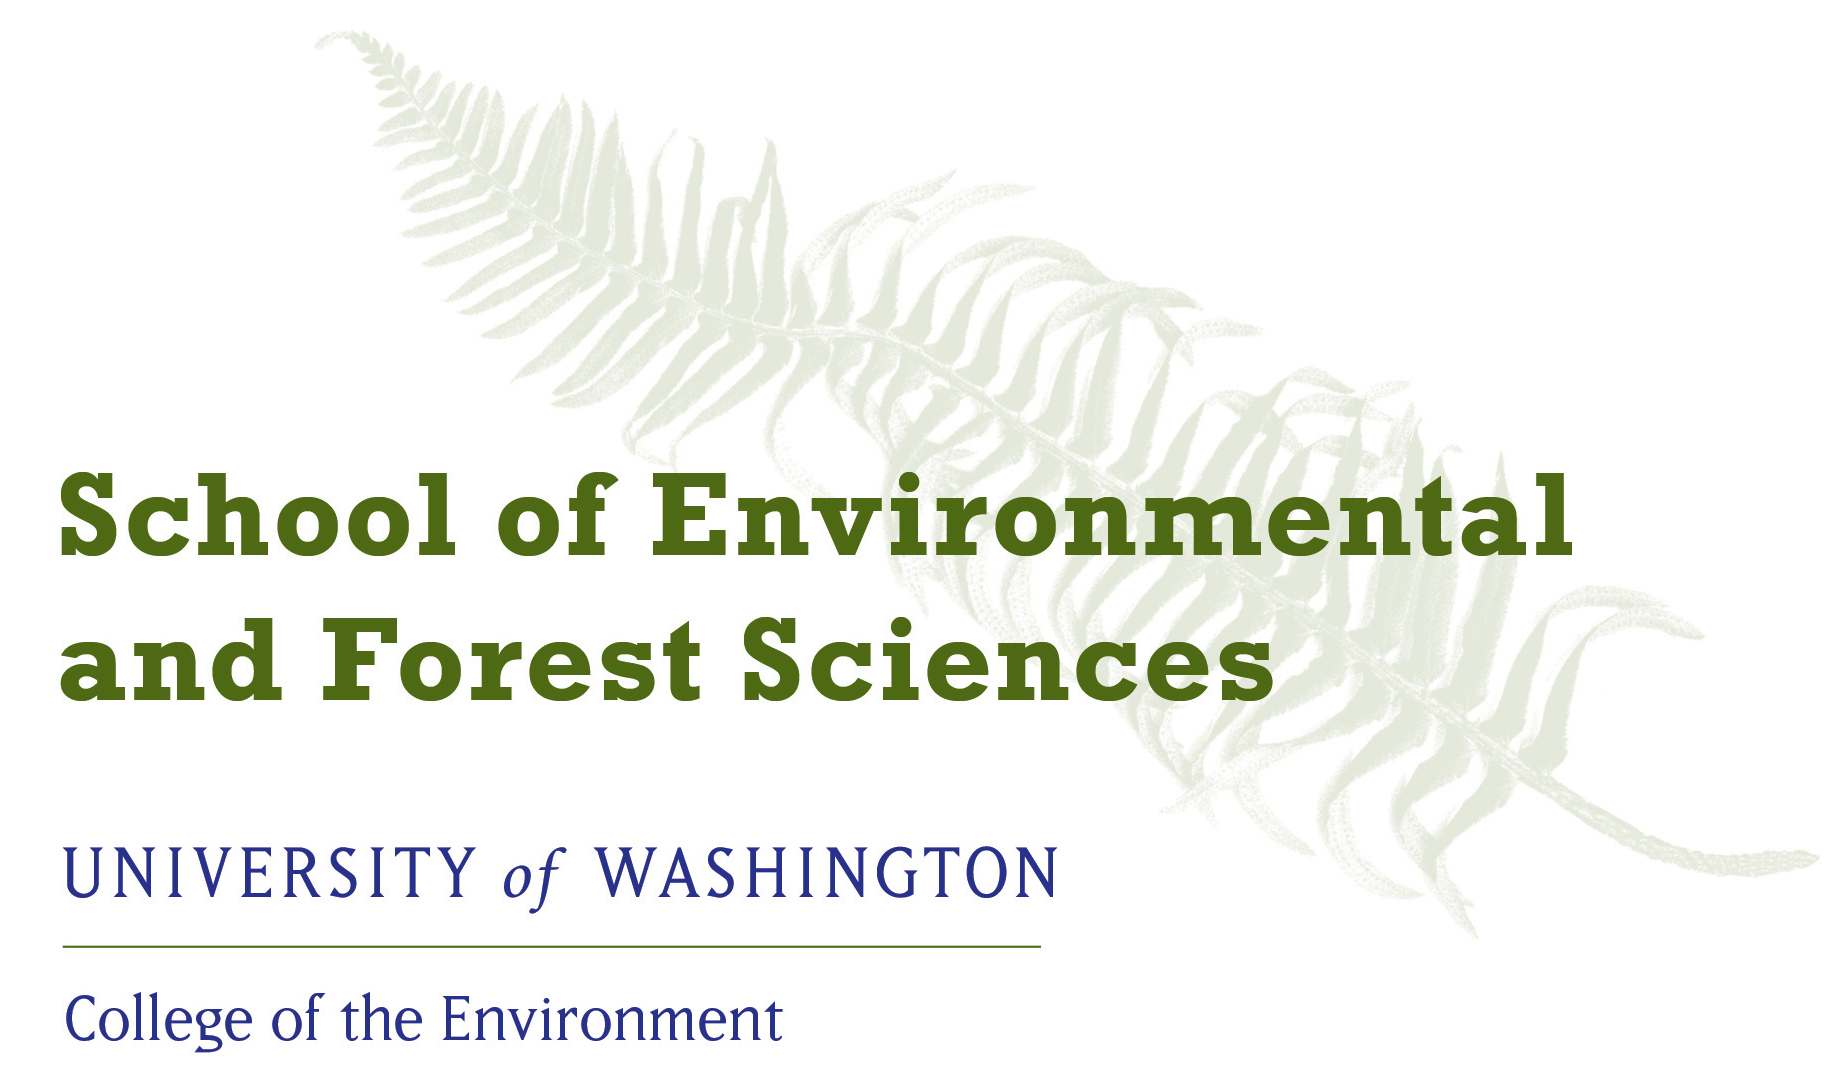 School of Environmental
and Forest Sciences
UNIVERSITY of WASHINGTON
College of the Environment